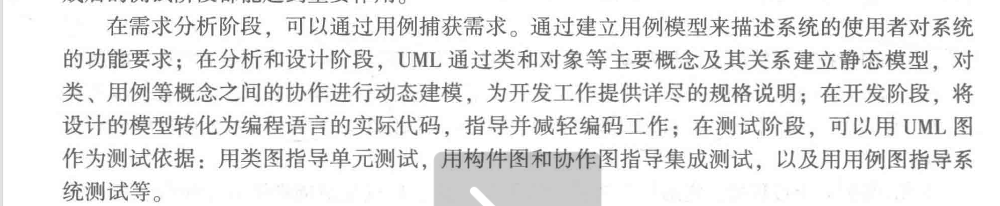 在需求分析阶段，可以通过用例捕获需求。通过建立用例模型来描述系统的使用者对系统
的功能要求；在分析和设计阶段，UML 通过类和对象等主要概念及其关系建立静态模型，对
类、用例等概念之间的协作进行动态建模，为开发工作提供详尽的规格说明；在开发阶段，将
设计的模型转化为编程语言的实际代码，指导并减轻编码工作；在测试阶段，可以用 UML 图
作为测试依据：用类图指导单元测试，用构件图和协作图指导集成测试，以及用用例图指导系
统测试等。